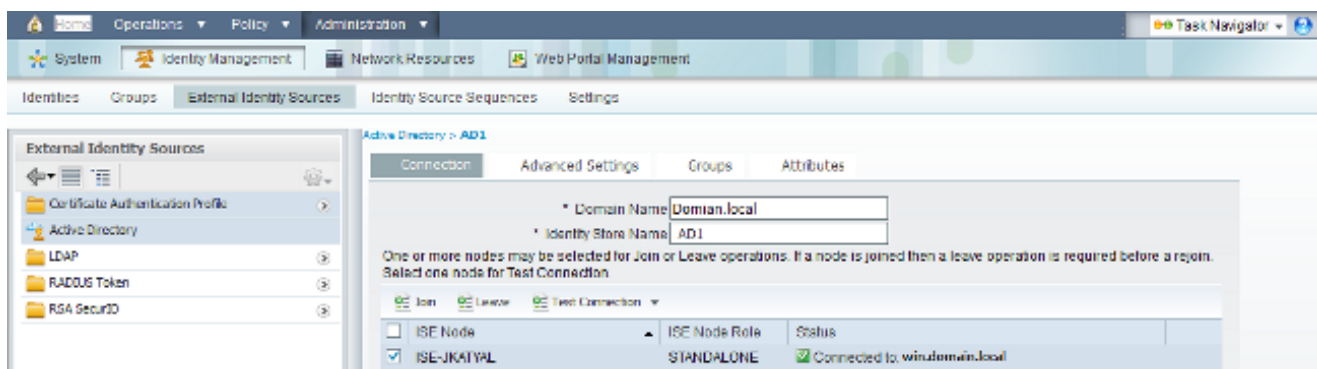 Home Operations Policy Administration Task Navigator
System Identity Management Network Resources Web Portal Management
Identities Groups External Identity Sources Identity Source Sequences Settings
External Identity Sources
Certificate Authentication Profile
Active Directory
LDAP
RADIUS Token
RSA SecurID
Active Directory > AD1
Connection Advanced Settings Groups Attributes
* Domain Name Domian.local
* Identity Store Name AD1
One or more nodes may be selected for Join or Leave operations. If a node is joined then a leave operation is required before a rejoin.
Select one node for Test Connection
Join Leave Test Connection
ISE Node ISE Node Role Status
ISE-JKATYAL STANDALONE Connected to: win.domain.local